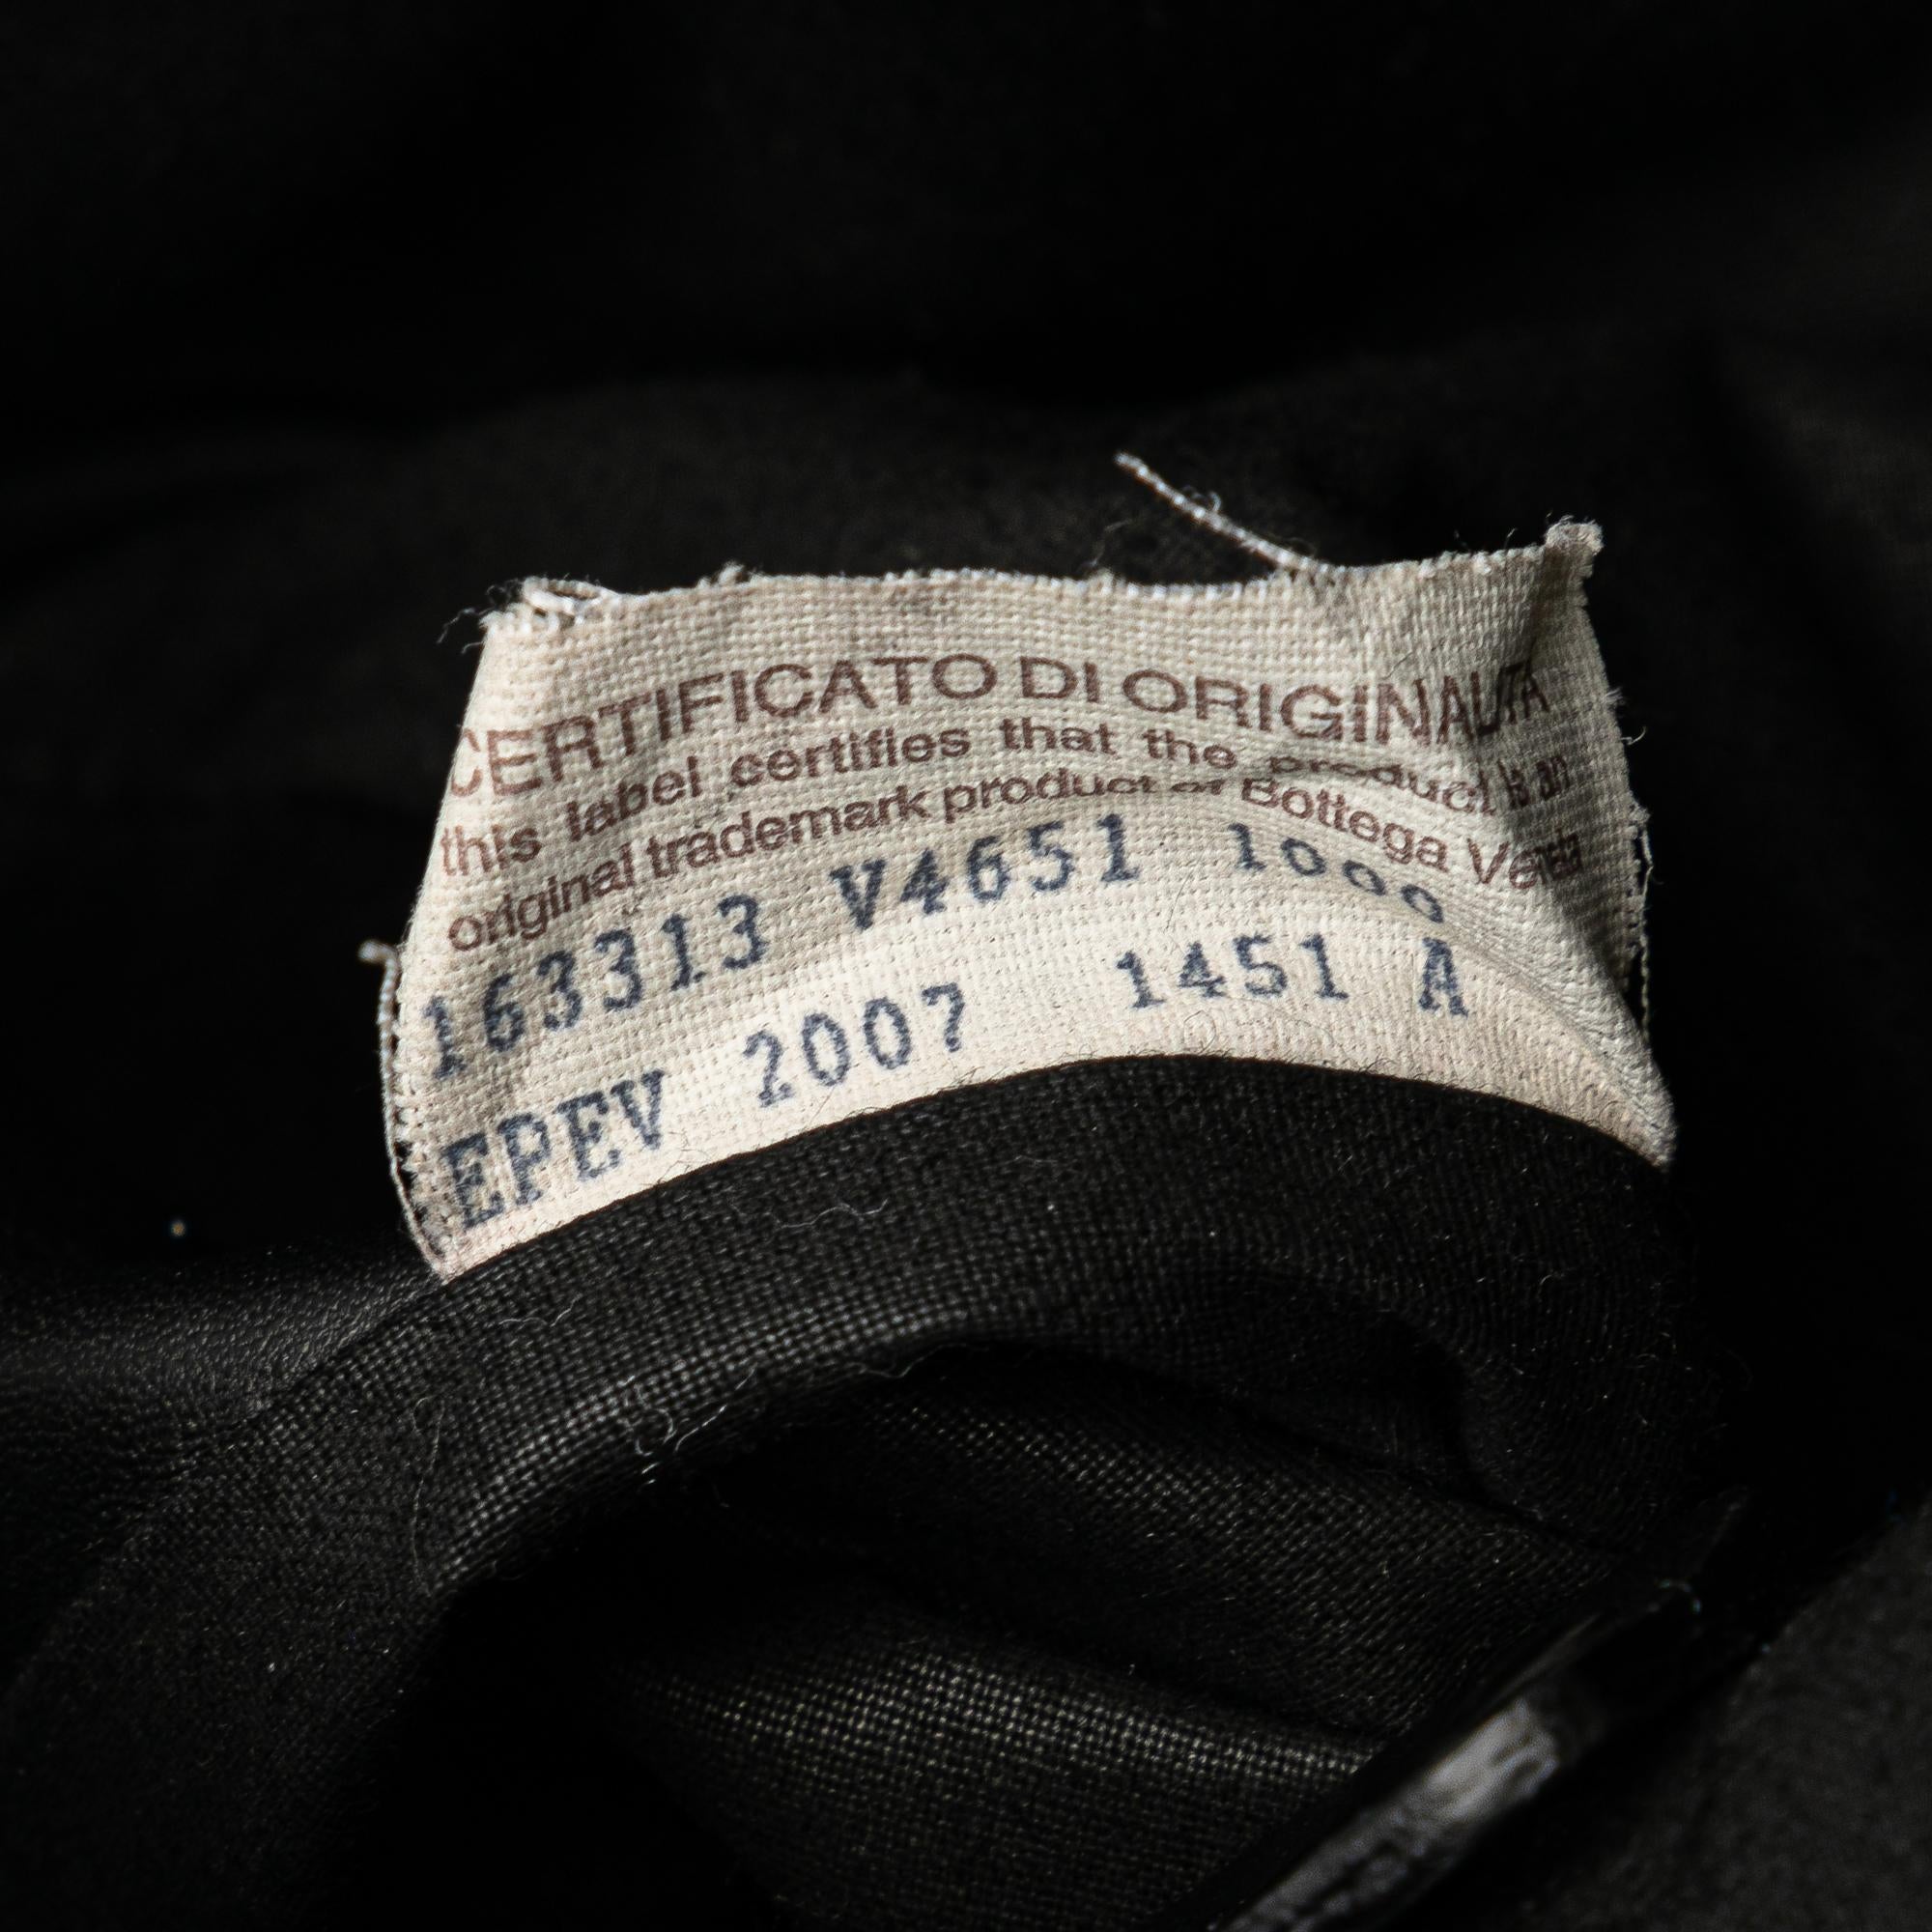 CERTIFICATO DI ORIGINALITA
this label certifies that the product is an
original trademark product of Bottega Veneta
163313 V4651 1000
EPEV 2007 1451 A